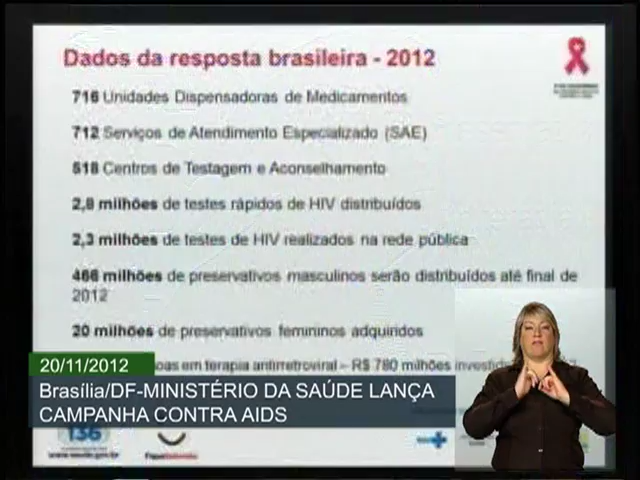 Dados da resposta brasileira - 2012
716 Unidades Dispensadoras de Medicamentos
712 Serviços de Atendimento Especializado (SAE)
518 Centros de Testagem e Aconselhamento
2,8 milhões de testes rápidos de HIV distribuídos
2,3 milhões de testes de HIV realizados na rede pública
466 milhões de preservativos masculinos serão distribuídos até final de
2012
20 milhões de preservativos femininos adquiridos
em terapia antirretroviral – R$ 780 milhões
20/11/2012
Brasília/DF-MINISTÉRIO DA SAÚDE LANÇA
CAMPANHA CONTRA AIDS
136